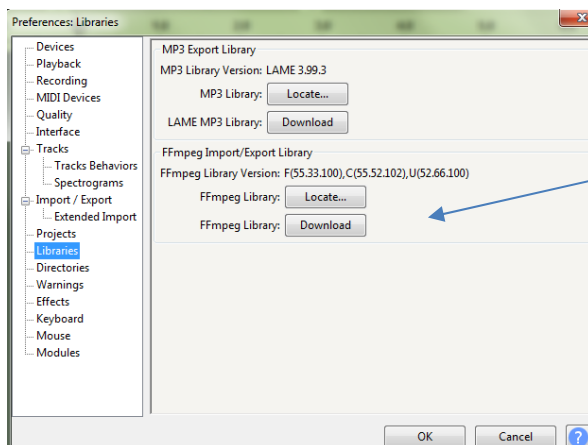 Preferences: Libraries
Devices
Playback
Recording
MIDI Devices
Quality
Interface
Tracks
Tracks Behaviors
Spectrograms
Import / Export
Extended Import
Projects
Libraries
Directories
Warnings
Effects
Keyboard
Mouse
Modules
MP3 Export Library
MP3 Library Version: LAME 3.99.3
MP3 Library: Locate...
LAME MP3 Library: Download
FFmpeg Import/Export Library
FFmpeg Library Version: F(55.33.100),C(55.52.102),U(52.66.100)
FFmpeg Library: Locate...
FFmpeg Library: Download
OK Cancel ?